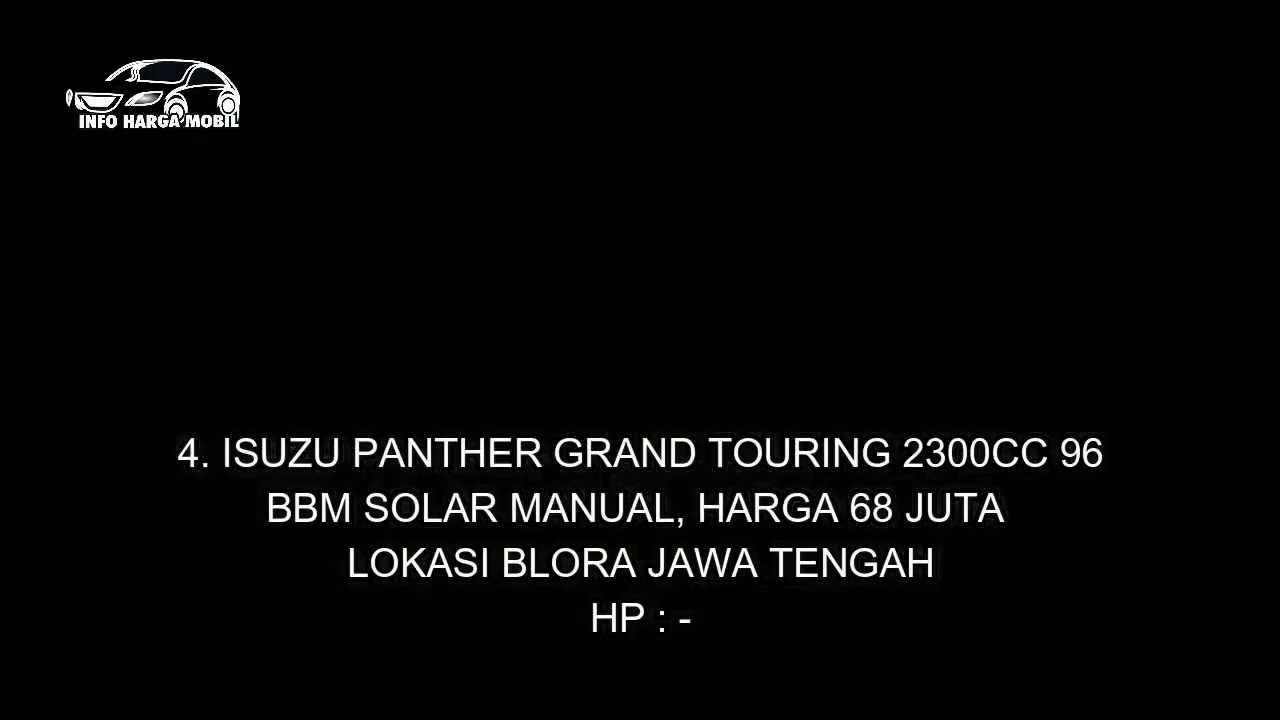 INFO HARGA MOBIL
4. ISUZU PANTHER GRAND TOURING 2300CC 96
BBM SOLAR MANUAL, HARGA 68 JUTA
LOKASI BLORA JAWA TENGAH
HP : -